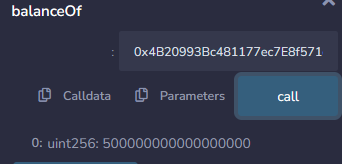 balanceOf
: 0x4B20993Bc481177ec7E8f571
Calldata Parameters call
0: uint256: 500000000000000000